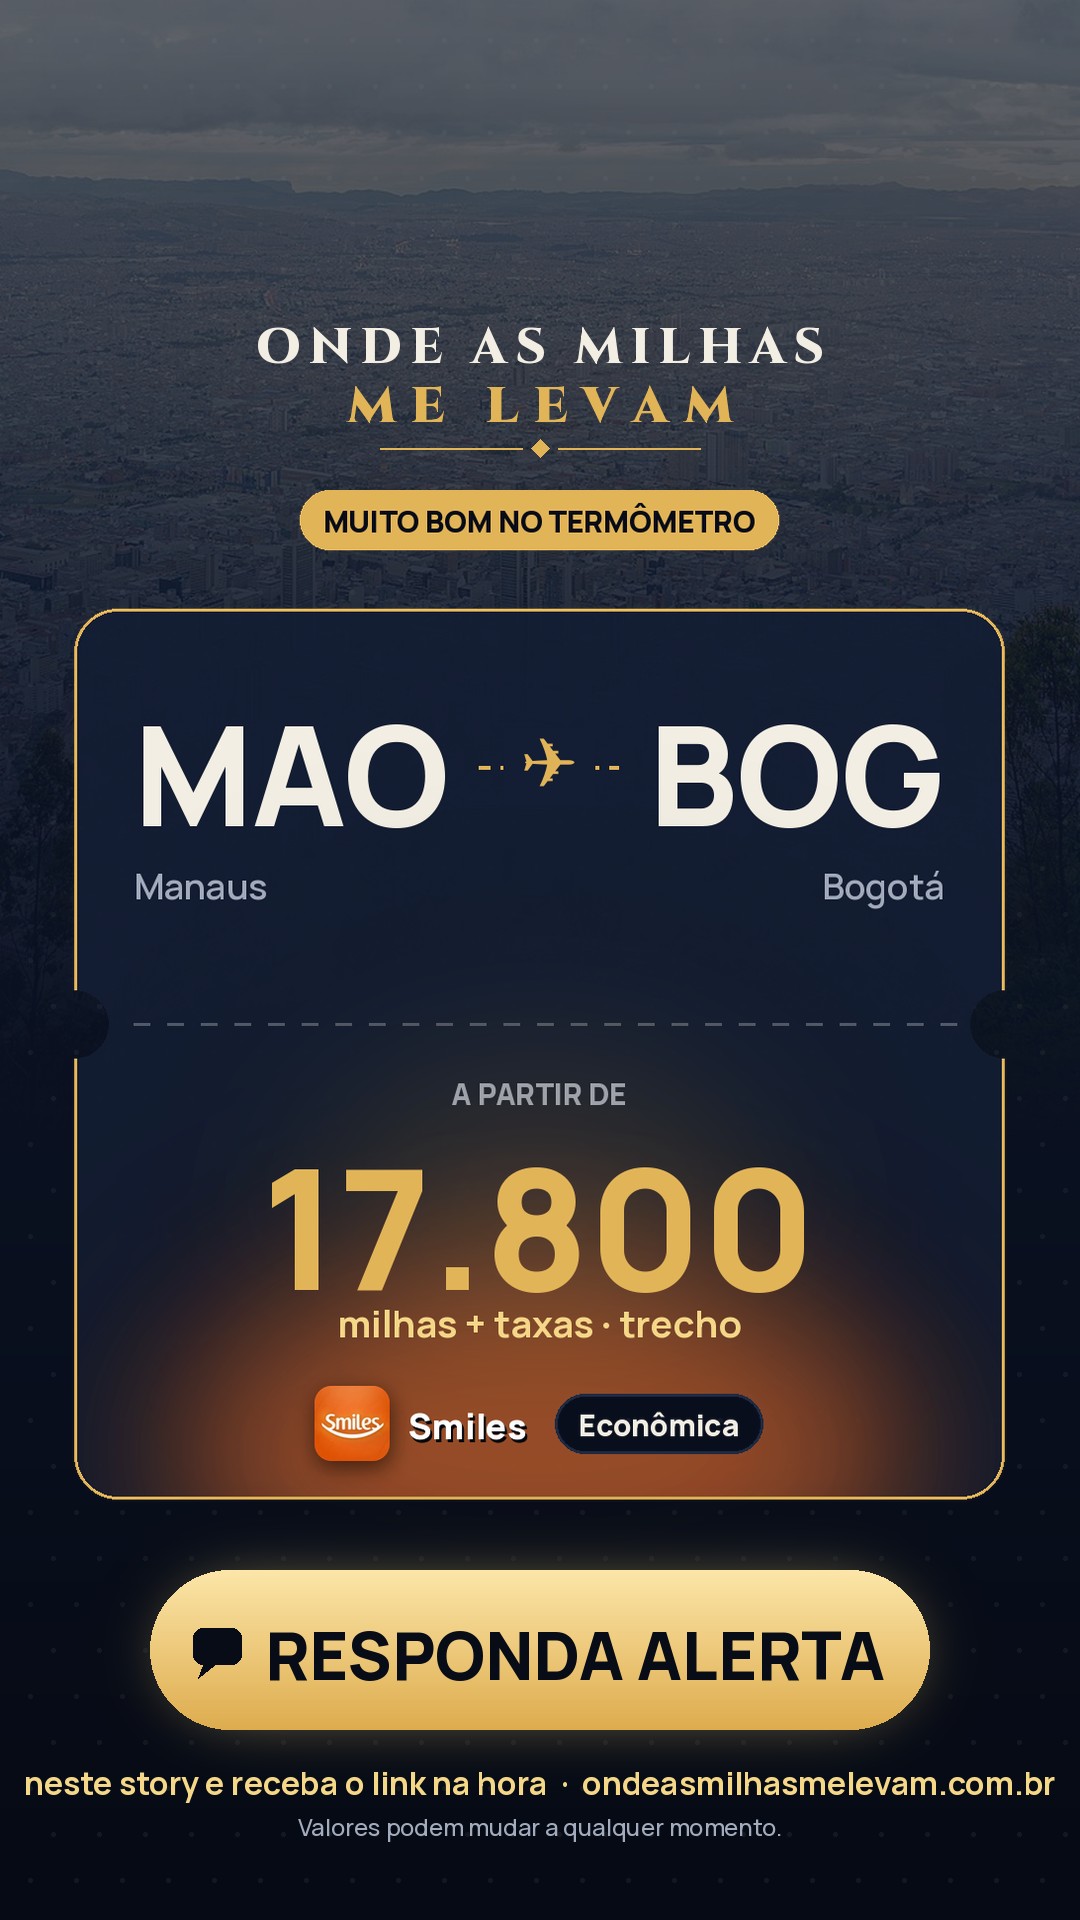 ONDE AS MILHAS
ME LEVAM
MUITO BOM NO TERMÔMETRO
MAO BOG
Manaus Bogotá
A PARTIR DE
17.800
milhas + taxas · trecho
Smiles Smiles Econômica
RESPONDA ALERTA
neste story e receba o link na hora · ondeasmilhasmelevam.com.br
Valores podem mudar a qualquer momento.